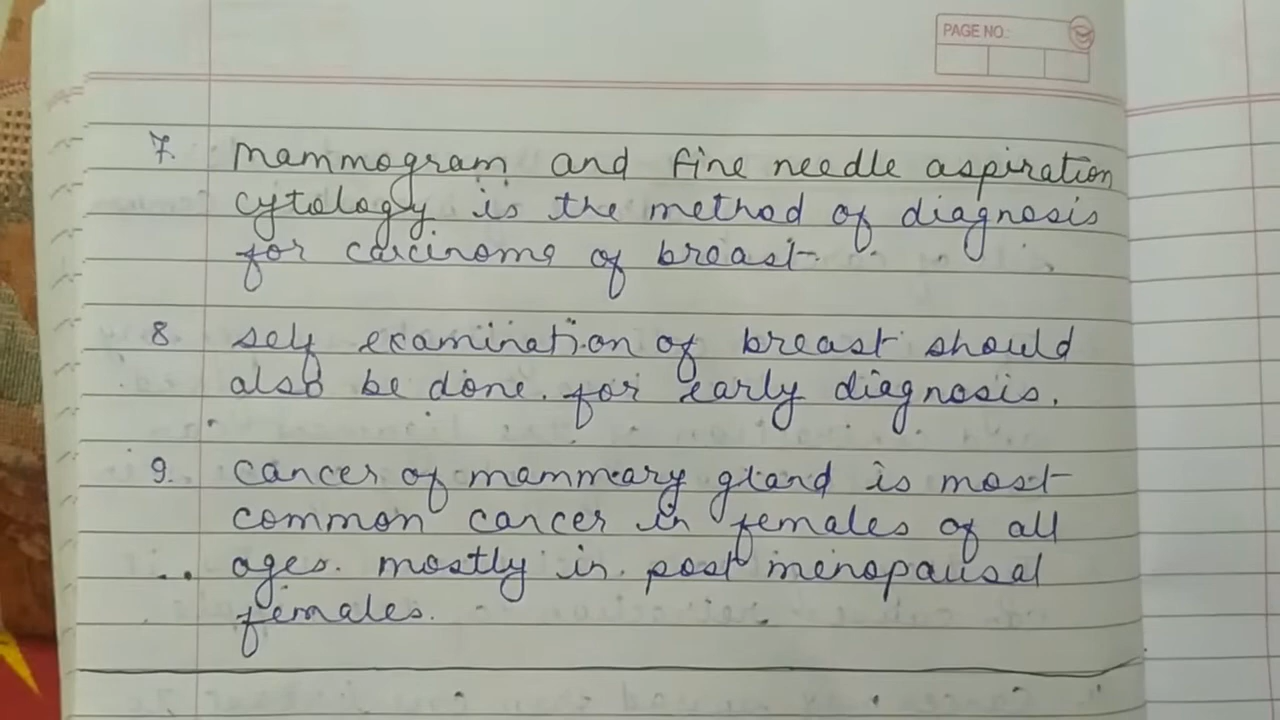 PAGE NO.:
7. Mammogram and fine needle aspiration
cytology is the method of diagnosis
for carcinoma of breast.
8 self examination of breast should
also be done. for early diagnosis.
9. cancer of mammary gland is most
common cancer in females of all
ages. mostly in post menopausal
females.